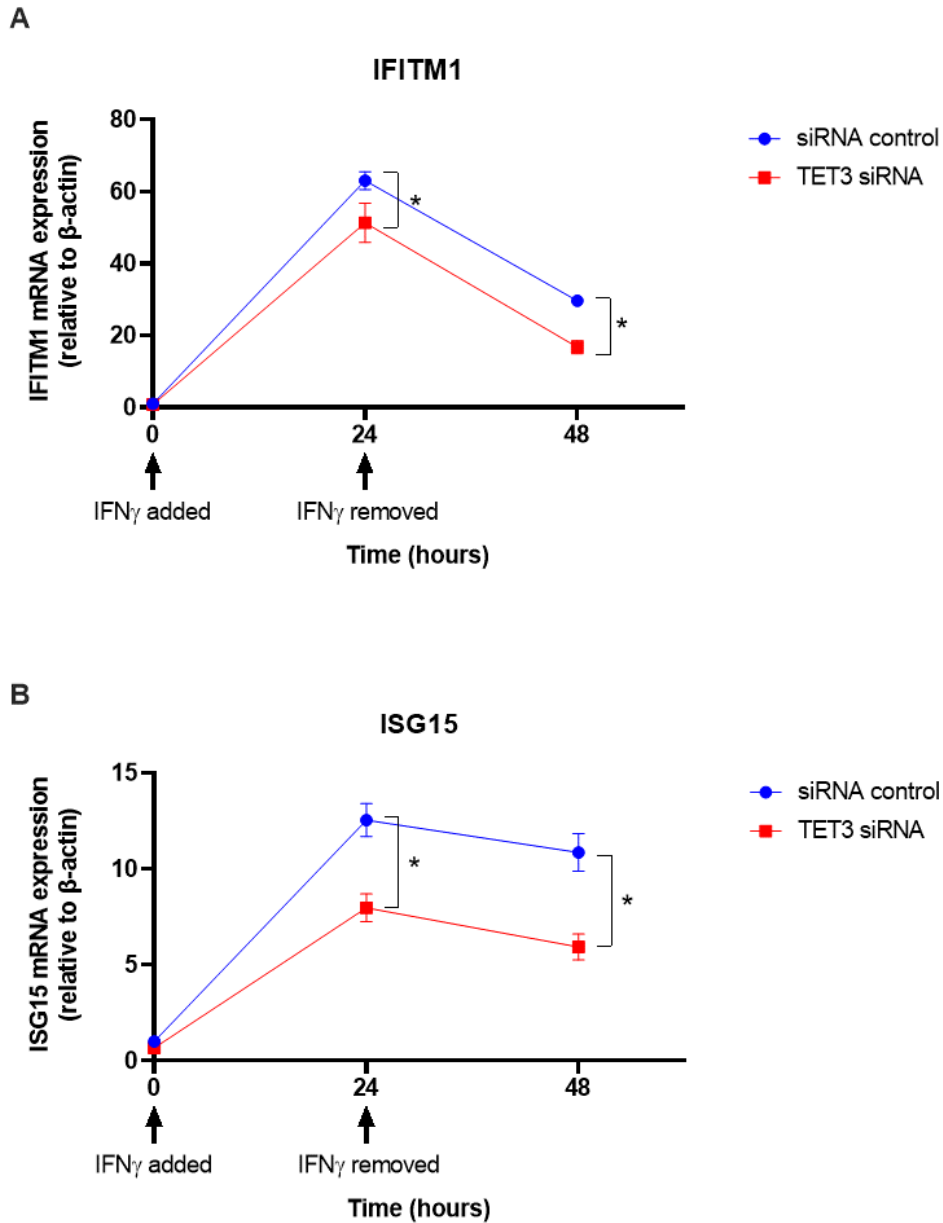 A
IFITM1
IFITM1 mRNA expression
(relative to β-actin)
80
60
40
20
0
0
24
48
IFNγ added
IFNγ removed
Time (hours)
siRNA control
TET3 siRNA
*
*
B
ISG15
ISG15 mRNA expression
(relative to β-actin)
15
10
5
0
0
24
48
IFNγ added
IFNγ removed
Time (hours)
siRNA control
TET3 siRNA
*
*